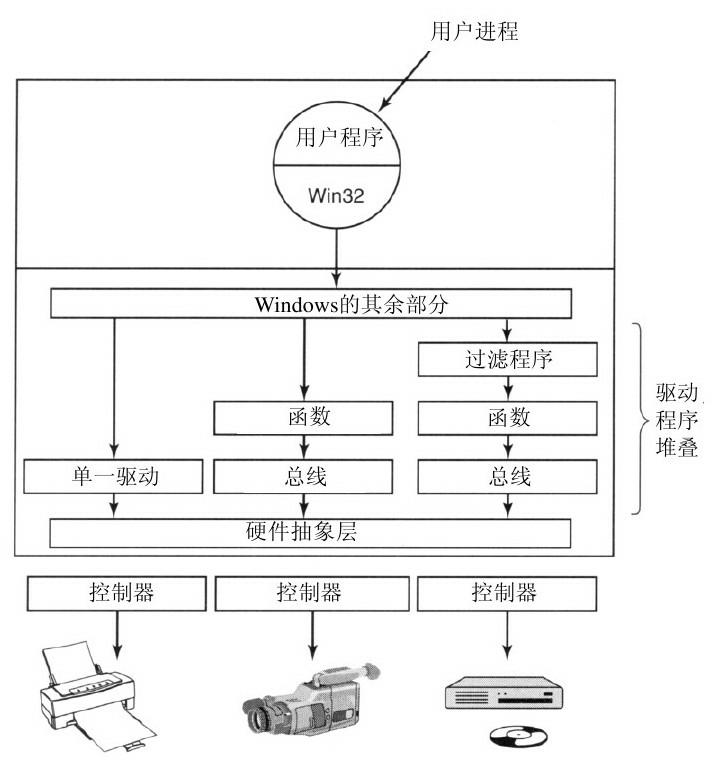 用户进程
用户程序
Win32
Windows的其余部分
过滤程序
函数
函数
单一驱动
总线
总线
硬件抽象层
驱动
程序
堆叠
控制器
控制器
控制器